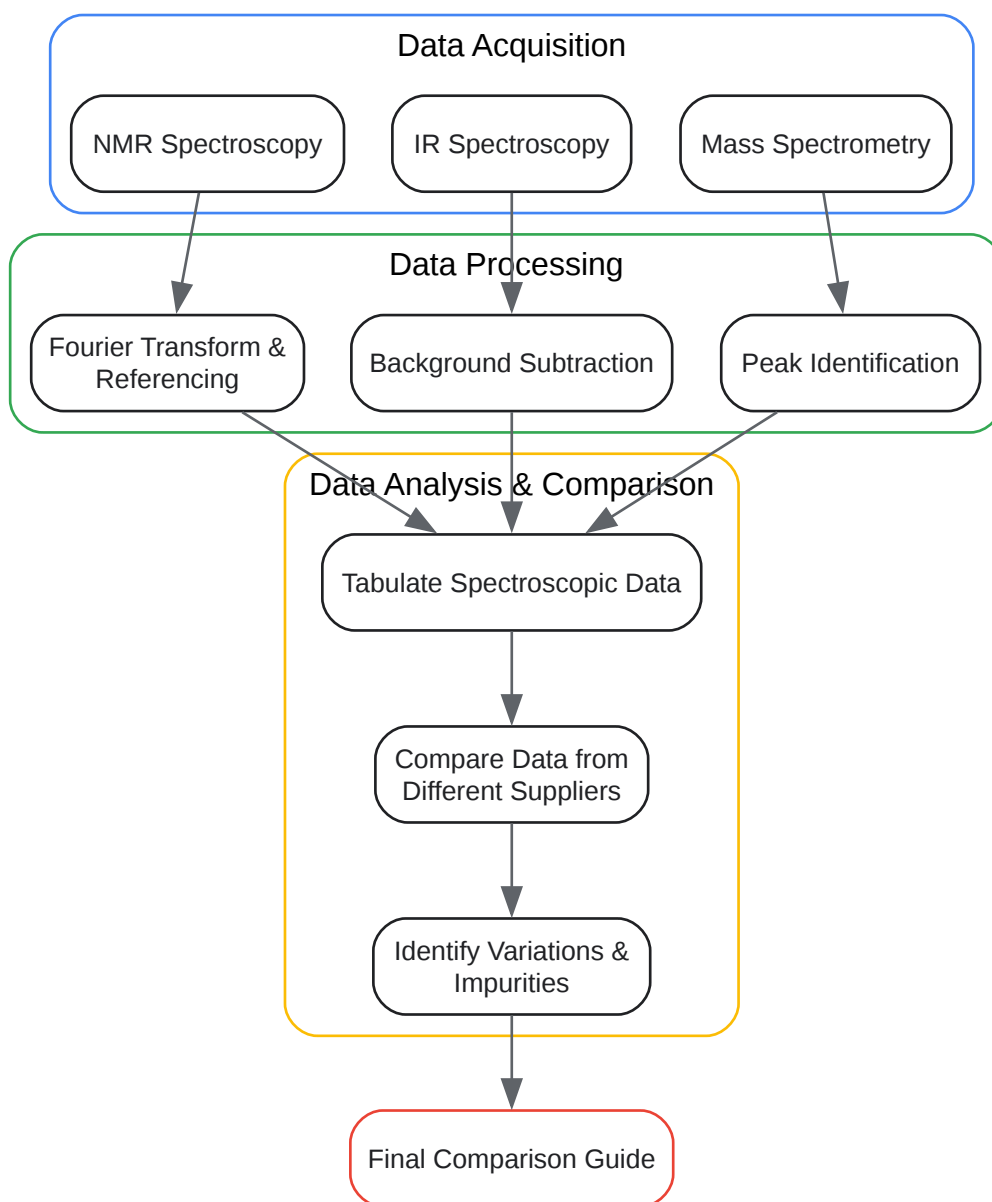 Data Acquisition
NMR Spectroscopy
IR Spectroscopy
Mass Spectrometry
Data Processing
Fourier Transform &
Referencing
Background Subtraction
Peak Identification
Data Analysis & Comparison
Tabulate Spectroscopic Data
Compare Data from
Different Suppliers
Identify Variations &
Impurities
Final Comparison Guide